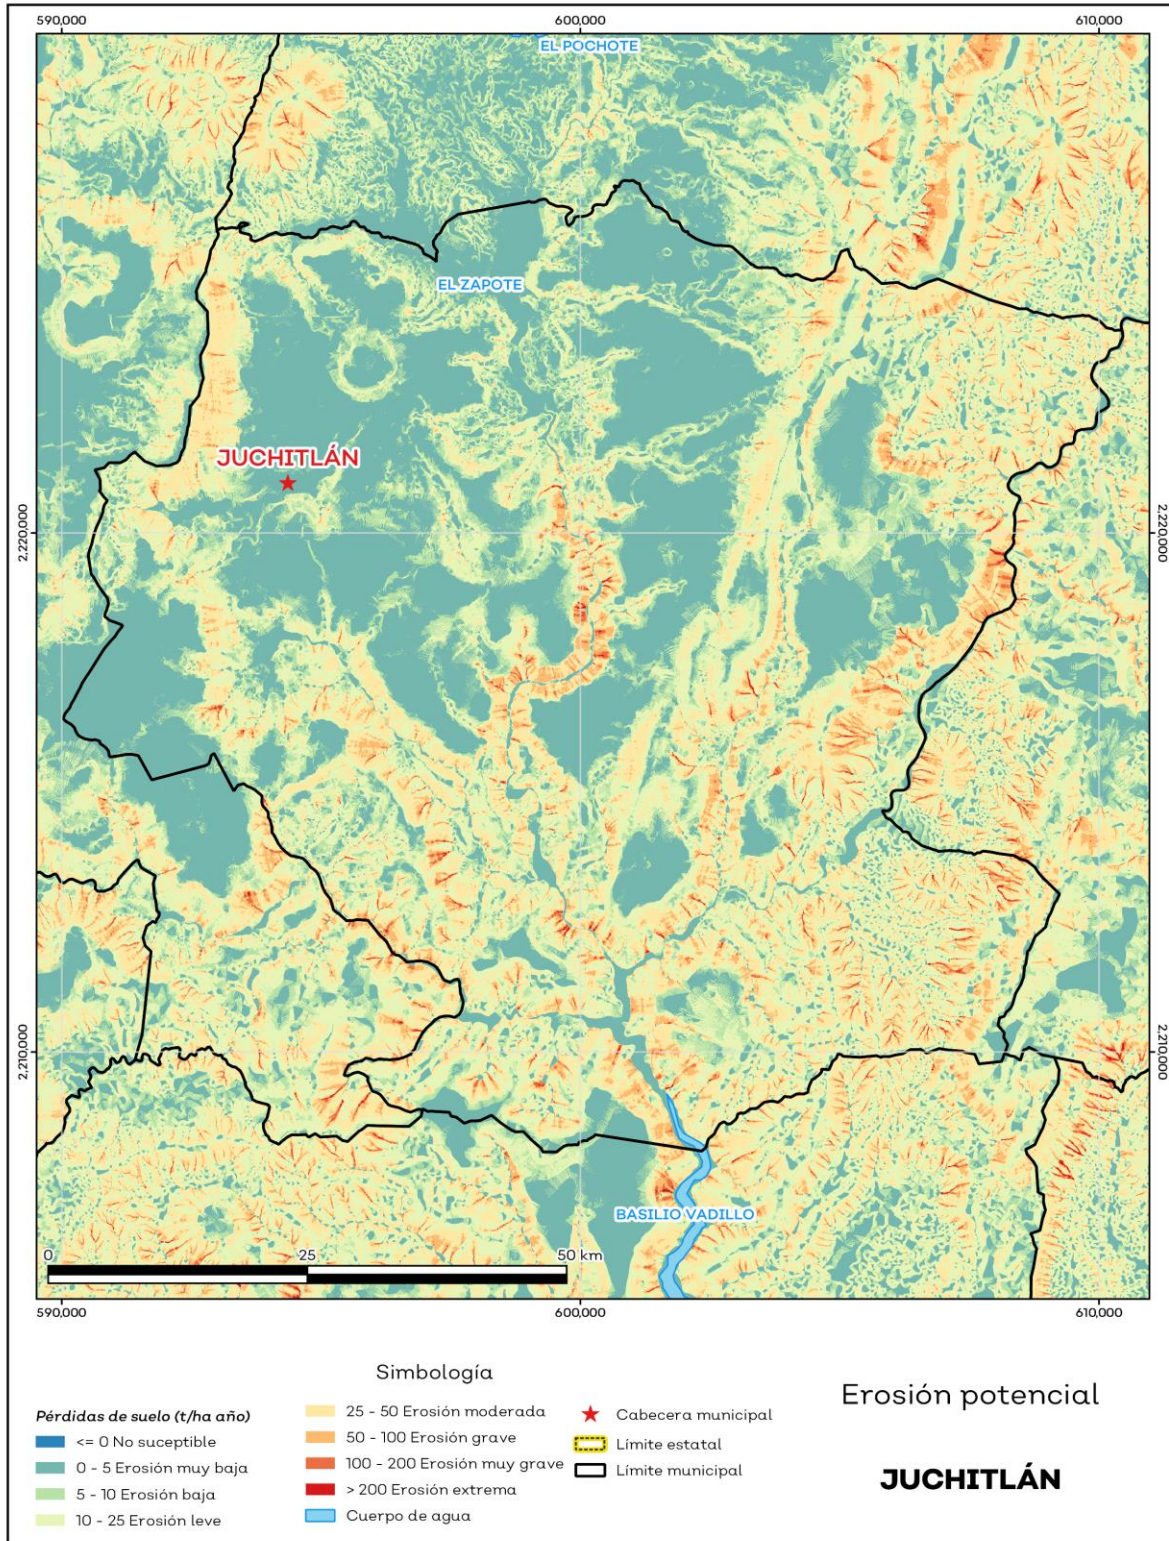 590,000
600,000
610,000
EL POCHOTE
EL ZAPOTE
JUCHITLÁN
2,220,000
2,220,000
2,210,000
2,210,000
BASILIO VADILLO
0
25
50 km
590,000
600,000
610,000
Simbología
Pérdidas de suelo (t/ha año)
<= 0 No suceptible
0 - 5 Erosión muy baja
5 - 10 Erosión baja
10 - 25 Erosión leve
25 - 50 Erosión moderada
50 - 100 Erosión grave
100 - 200 Erosión muy grave
> 200 Erosión extrema
Cuerpo de agua
Cabecera municipal
Límite estatal
Límite municipal
Erosión potencial
JUCHITLÁN